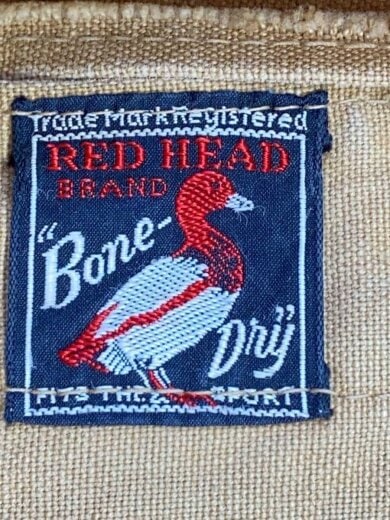 Trade Mark Registered
RED HEAD
BRAND
"Bone-
Dry"
FITS THE SPORT